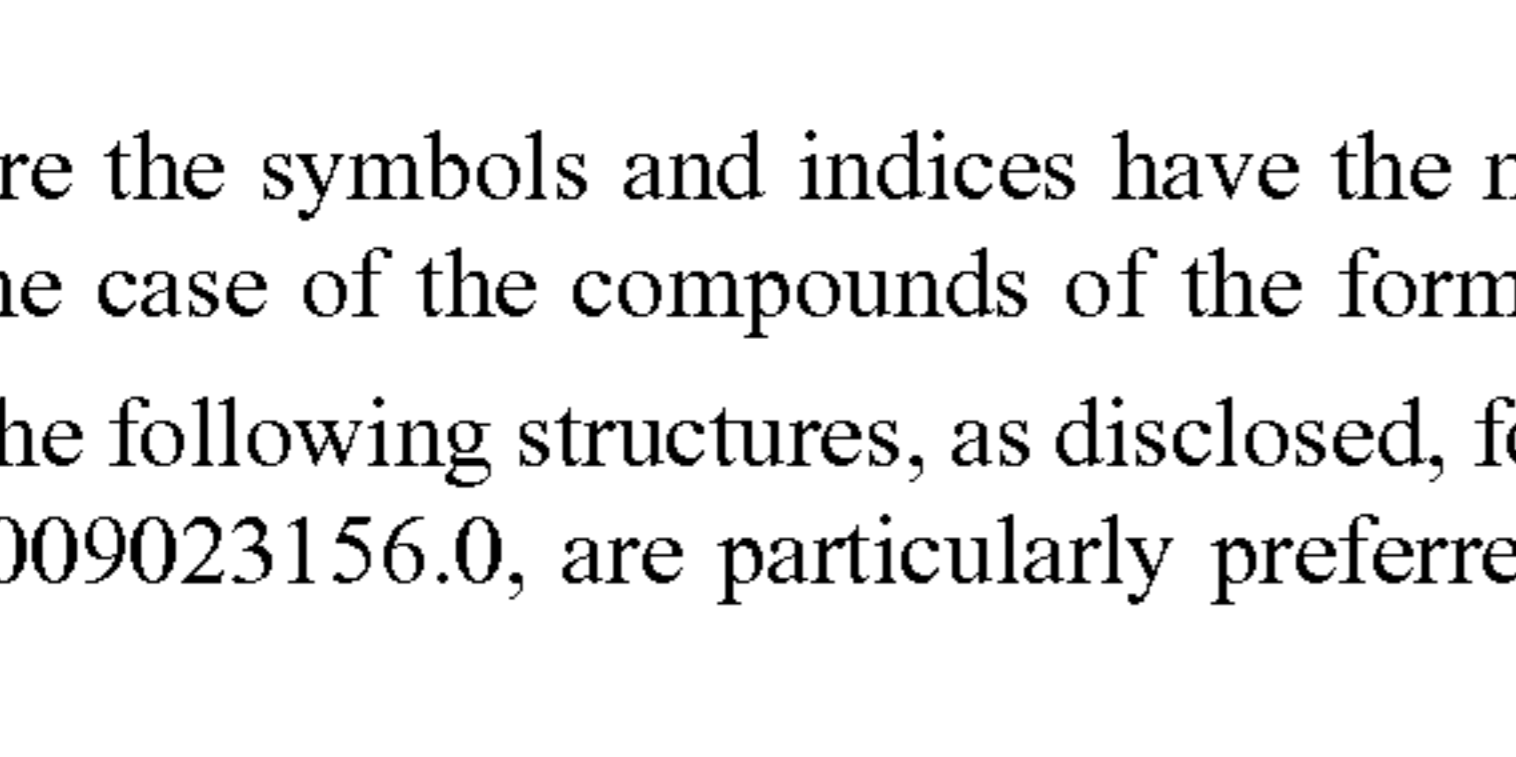 re the symbols and indices have the
he case of the compounds of the form
he following structures, as disclosed,
009023156.0, are particularly preferre